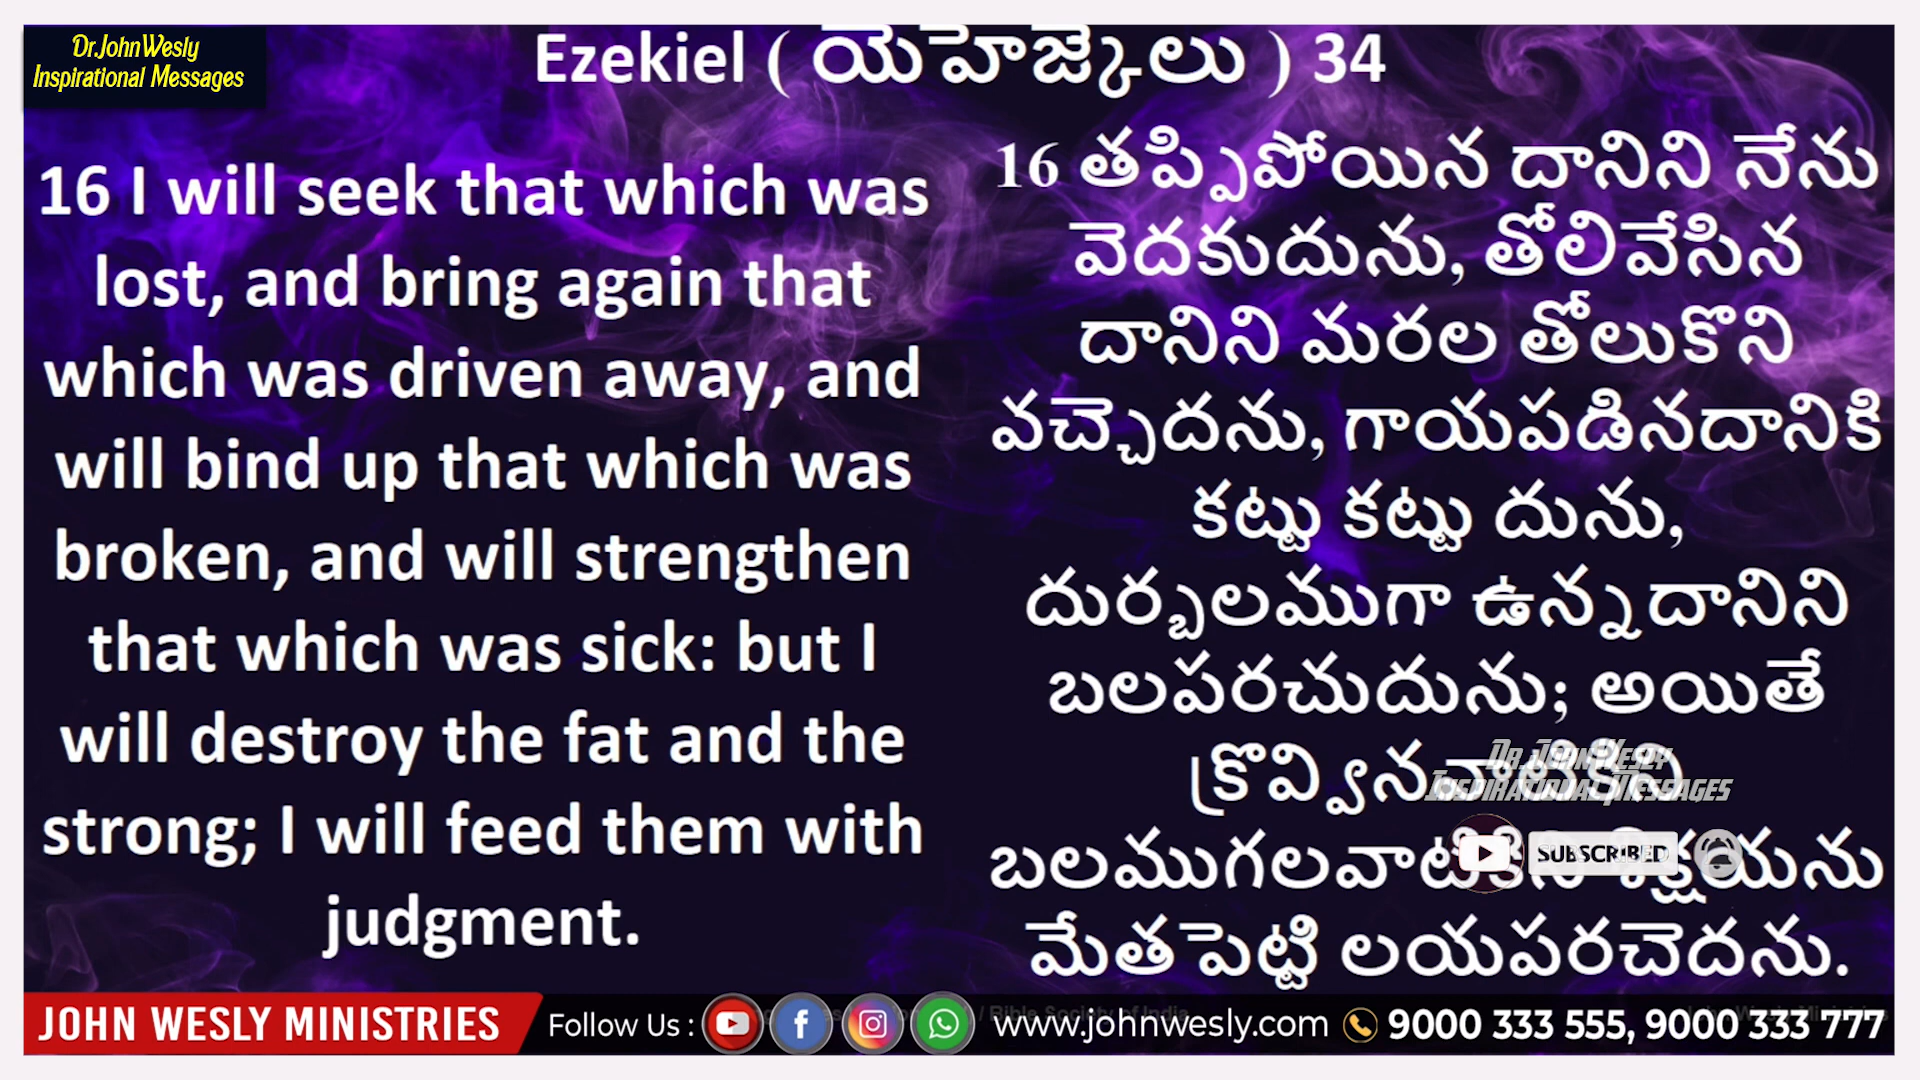 Dr.JohnWesly
Inspirational Messages
Ezekiel ( యెహెజ్కేలు ) 34
16 I will seek that which was
lost, and bring again that
which was driven away, and
will bind up that which was
broken, and will strengthen
that which was sick: but I
will destroy the fat and the
strong; I will feed them with
judgment.
16 తప్పిపోయిన దానిని నేను
వెదకుదును, తోలివేసిన
దానిని మరల తోలుకొని
వచ్చెదను, గాయపడినదానికి
కట్టు కట్టు దును,
దుర్బలముగా ఉన్నదానిని
బలపరచుదును; అయితే
క్రొవ్వినవాటికిని
బలముగలవాటికిని శిక్షయను
మేతపెట్టి లయపరచెదను.
Dr.JohnWesly
Inspirational Messages
SUBSCRIBED
JOHN WESLY MINISTRIES
Follow Us :
www.johnwesly.com
9000 333 555, 9000 333 777